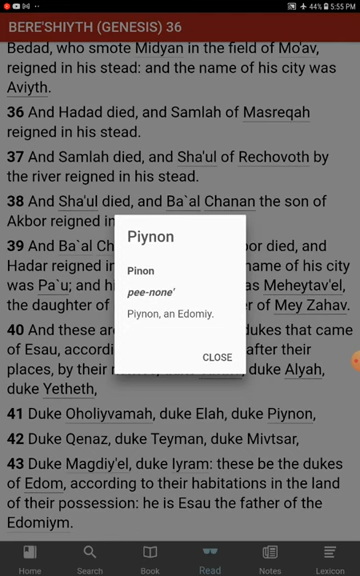 44% 5:55 PM
BERE'SHIYTH (GENESIS) 36
Bedad, who smote Midyan in the field of Mo'av,
reigned in his stead: and the name of his city was
Aviyth.
36 And Hadad died, and Samlah of Masreqah
reigned in his stead.
37 And Samlah died, and Sha'ul of Rechovoth by
the river reigned in his stead.
38 And Sha'ul died, and Ba`al Chanan the son of
Akbor reigned in
39 And Ba`al Ch bor died, and
Hadar reigned in name of his city
was Pa`u; and hi as Meheytav'el,
the daughter of er of Mey Zahav.
40 And these are dukes that came
of Esau, accordi after their
places, by their duke Alyah,
duke Yetheth,
41 Duke Oholiyvamah, duke Elah, duke Piynon,
42 Duke Qenaz, duke Teyman, duke Mivtsar,
43 Duke Magdiy'el, duke Iyram: these be the dukes
of Edom, according to their habitations in the land
of their possession: he is Esau the father of the
Edomiym.
Piynon
Pinon
pee-none'
Piynon, an Edomiy.
CLOSE
Home Search Book Read Notes Lexicon